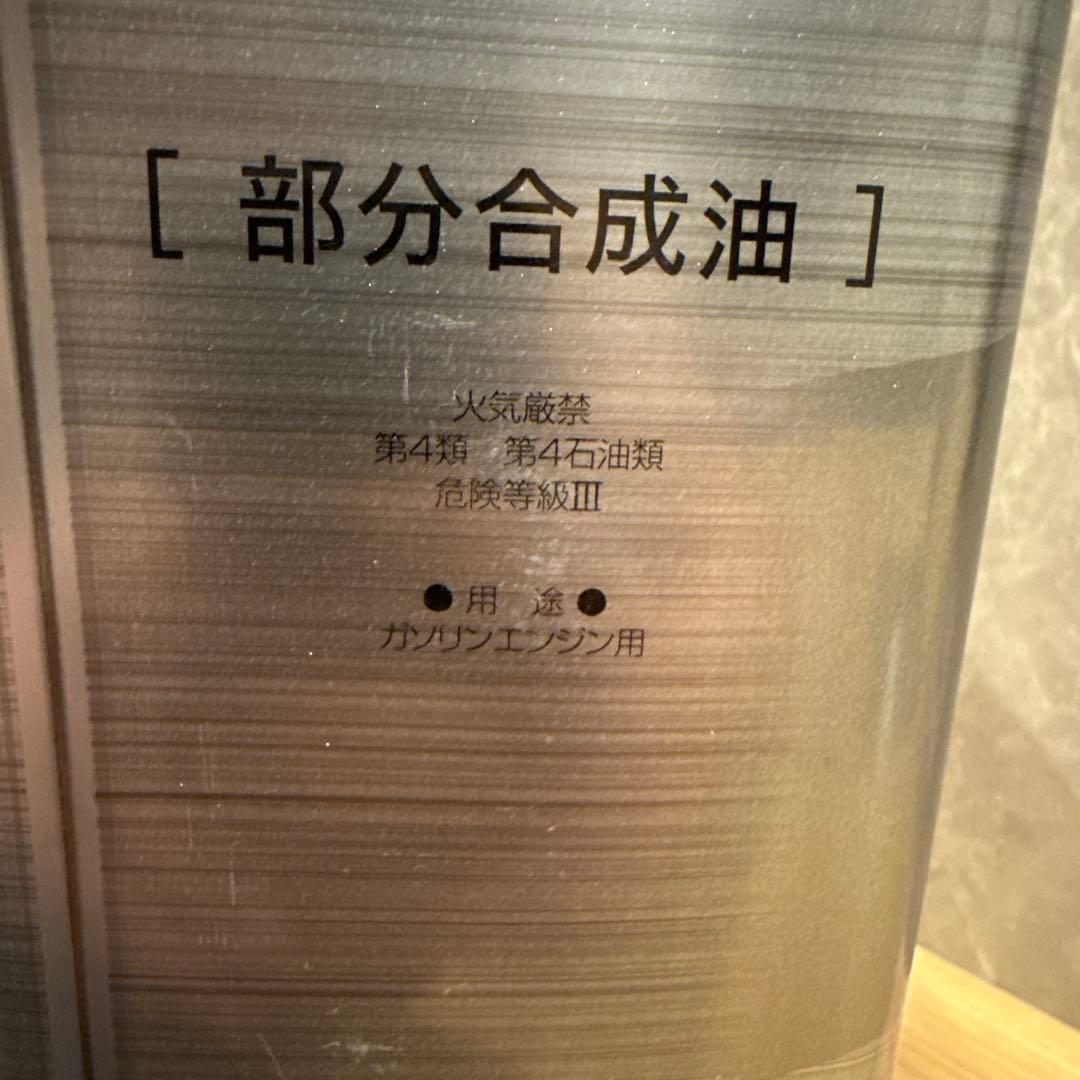 [ 部分合成油 ]
火気厳禁
第4類　第4石油類
危険等級Ⅲ
●用　途●
ガソリンエンジン用